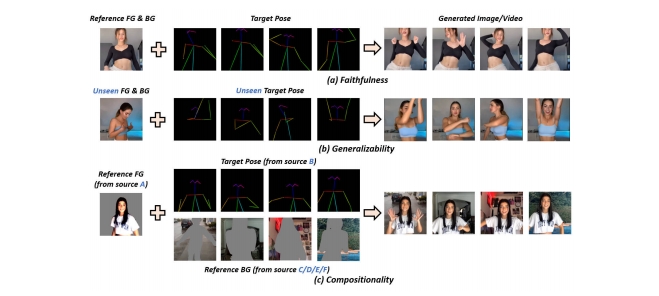 Reference FG & BG
Target Pose
Generated Image/Video
(a) Faithfulness
Unseen FG & BG
Unseen Target Pose
(b) Generalizability
Target Pose (from source B)
Reference FG
(from source A)
Reference BG (from source C/D/E/F)
(c) Compositionality